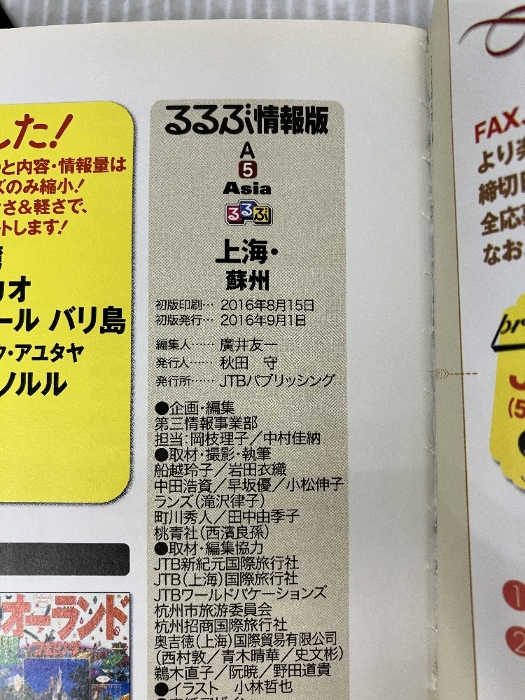 した!
と内容・情報量は
ズのみ縮小!
さ&軽さで、
ートします!
カオ
ール バリ島
ク・アユタヤ
ノルル
オーランド
るるぶ情報版
A
5
Asia
るるぶ
上海・
蘇州
初版印刷… 2016年8月15日
初版発行… 2016年9月1日
編集人…… 廣井友一
発行人…… 秋田 守
発行所…… JTBパブリッシング
●企画・編集
第三情報事業部
担当:岡枝理子/中村佳納
●取材・撮影・執筆
船越玲子/岩田衣織
中田浩資/早坂優/小松伸子
ランズ(滝沢律子)
町川秀人/田中由季子
桃青社(西濱良孫)
●取材・編集協力
JTB新紀元国際旅行社
JTB(上海)国際旅行社
JTBワールドバケーションズ
杭州市旅游委員会
杭州招商国際旅行社
奥吉徳(上海)国際貿易有限公司
(西村敦/青木晴華/史文彬)
鵜木直子/阮暁/野田道貴
●イラスト 小林哲也
FAX、
より
締切
全応
なお
br
(5
1
2